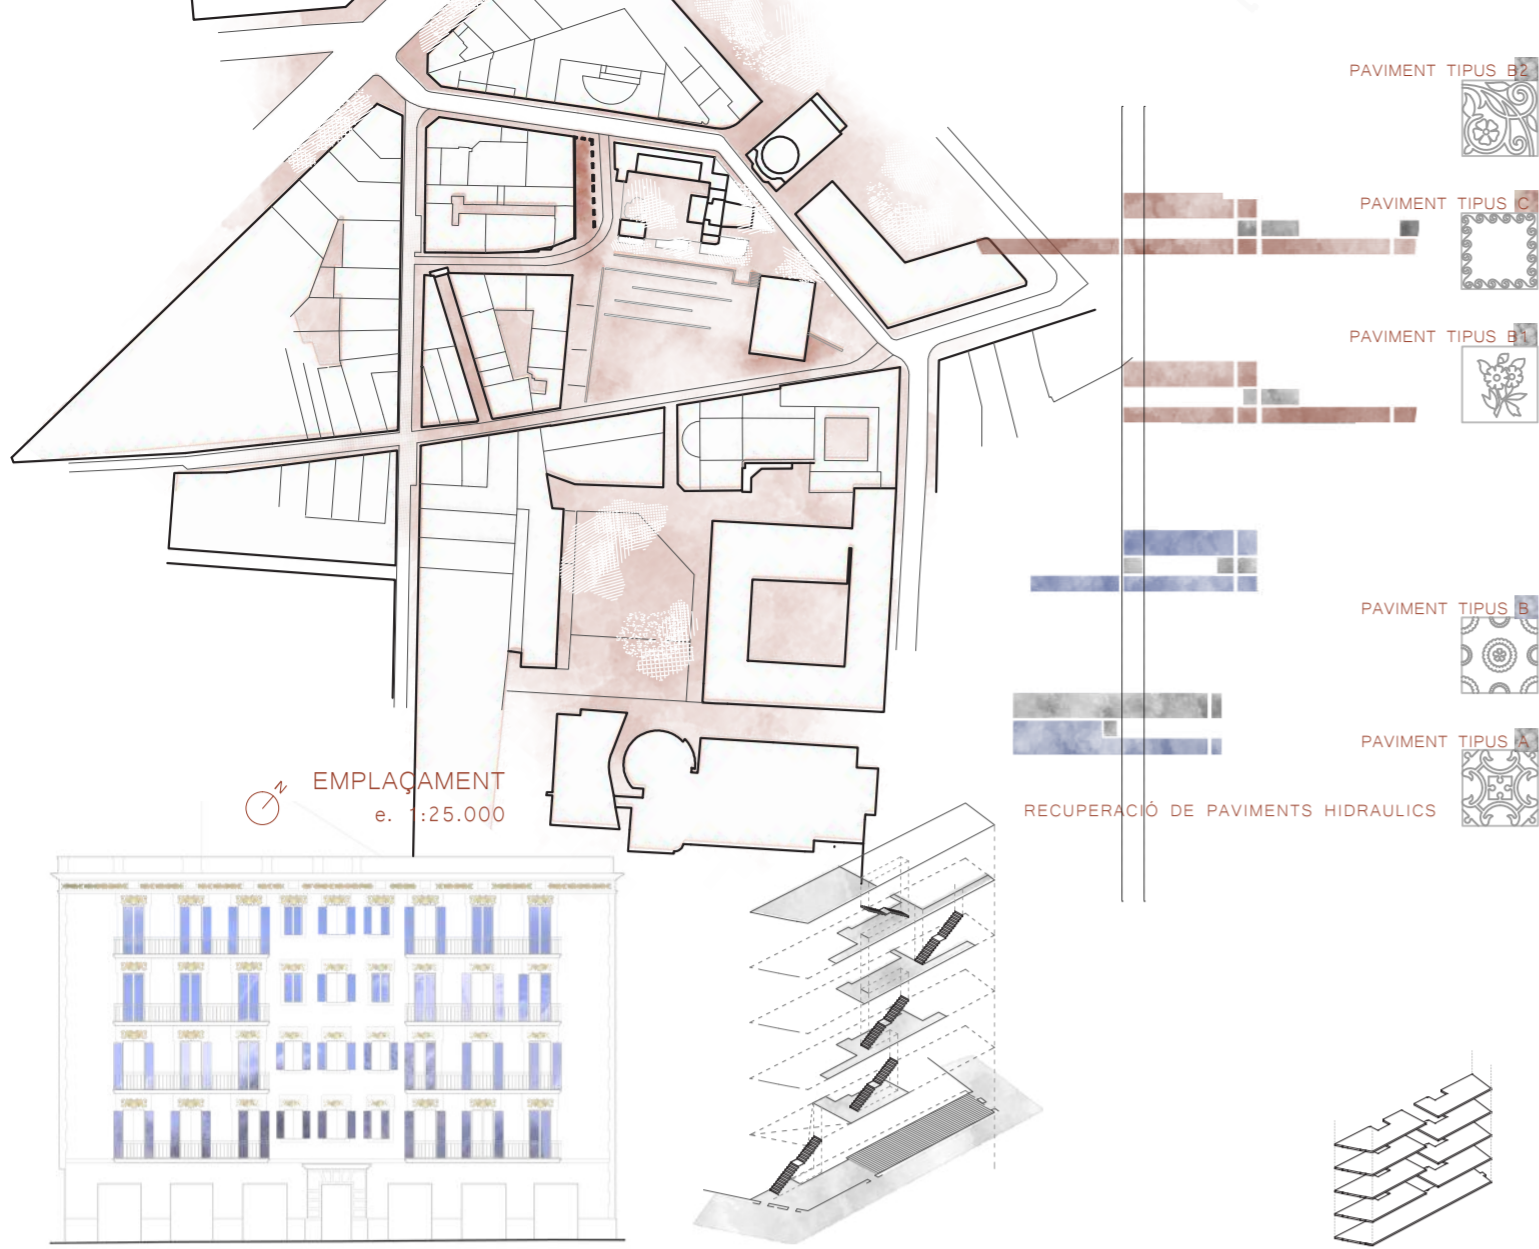 PAVIMENT TIPUS B2
PAVIMENT TIPUS C
PAVIMENT TIPUS B1
PAVIMENT TIPUS B
PAVIMENT TIPUS A
RECUPERACIÓ DE PAVIMENTS HIDRAULICS
N
EMPLAÇAMENT
e. 1:25.000